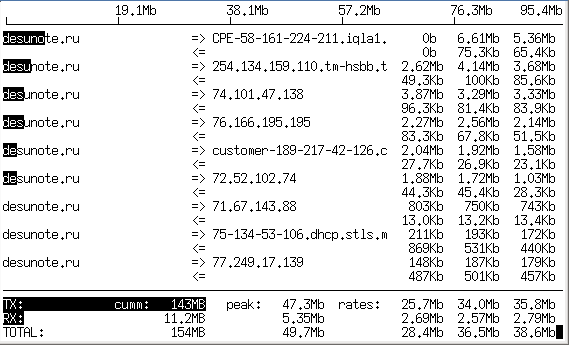 19.1Mb 38.1Mb 57.2Mb 76.3Mb 95.4Mb
desunote.ru => CPE-58-161-224-211.iqla1. 0b 6.61Mb 5.36Mb
<= 0b 75.3Kb 65.4Kb
desunote.ru => 254.134.159.110.tm-hsbb.t 2.62Mb 4.14Mb 3.68Mb
<= 49.3Kb 100Kb 85.6Kb
desunote.ru => 74.101.47.138 3.87Mb 3.29Mb 3.33Mb
<= 96.3Kb 81.4Kb 83.9Kb
desunote.ru => 76.166.195.195 2.27Mb 2.56Mb 2.14Mb
<= 83.3Kb 67.8Kb 51.5Kb
desunote.ru => customer-189-217-42-126.c 2.04Mb 1.92Mb 1.58Mb
<= 27.7Kb 26.9Kb 23.1Kb
desunote.ru => 72.52.102.74 1.88Mb 1.72Mb 1.03Mb
<= 44.3Kb 45.4Kb 28.3Kb
desunote.ru => 71.67.143.88 803Kb 750Kb 743Kb
<= 13.0Kb 13.2Kb 13.4Kb
desunote.ru => 75-134-53-106.dhcp.stls.m 211Kb 193Kb 172Kb
<= 869Kb 531Kb 440Kb
desunote.ru => 77.249.17.139 148Kb 187Kb 179Kb
<= 487Kb 501Kb 457Kb
TX: cumm: 143MB peak: 47.3Mb rates: 25.7Mb 34.0Mb 35.8Mb
RX: 11.2MB 5.35Mb 2.69Mb 2.57Mb 2.79Mb
TOTAL: 154MB 49.7Mb 28.4Mb 36.5Mb 38.6Mb